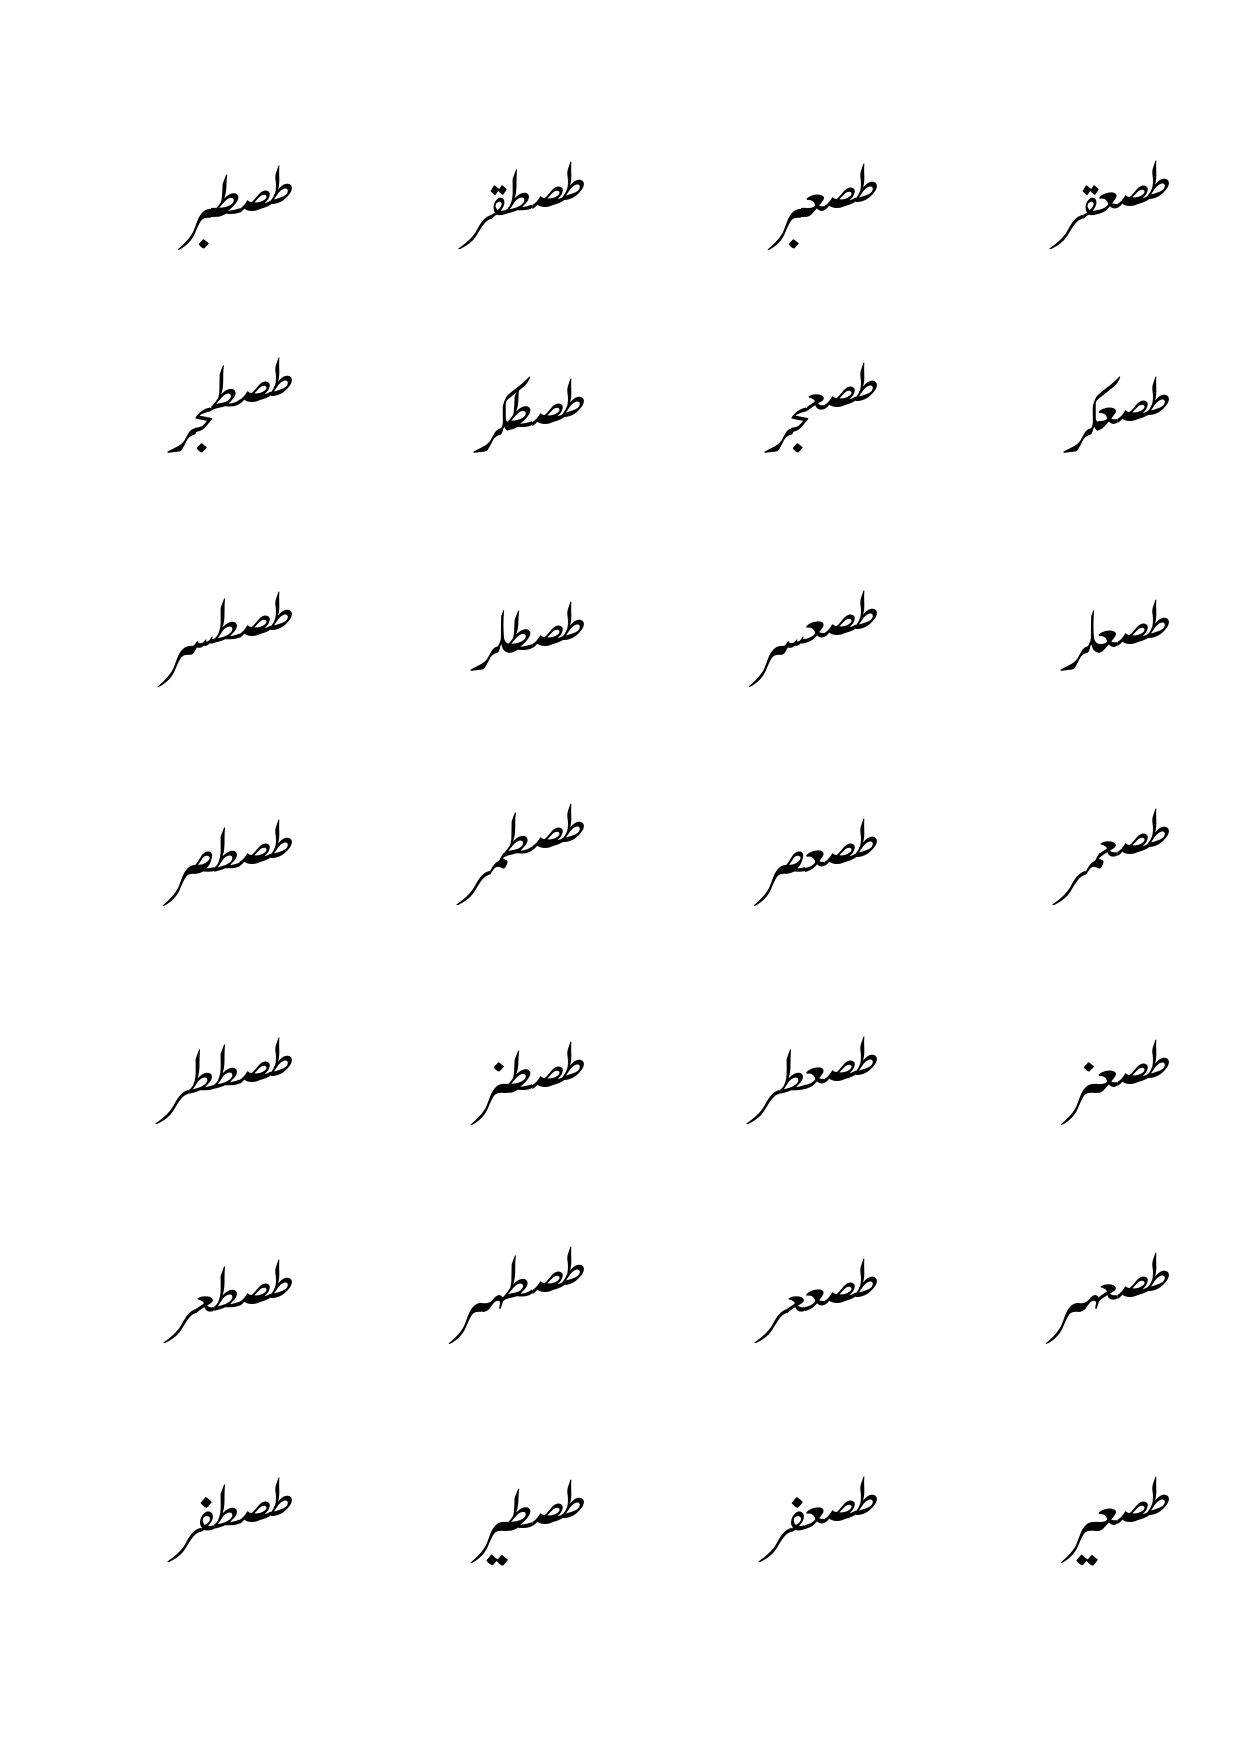 طصعقر طصعبر طصطقر طصطبر
طصعكر طصعجر طصطكر طصطجر
طصعلر طصعسر طصطلر طصطسر
طصعمر طصعصر طصطمر طصطصر
طصعنر طصعطر طصطنر طصططر
طصعهر طصععر طصطهر طصطعر
طصعير طصعفر طصطير طصطفر